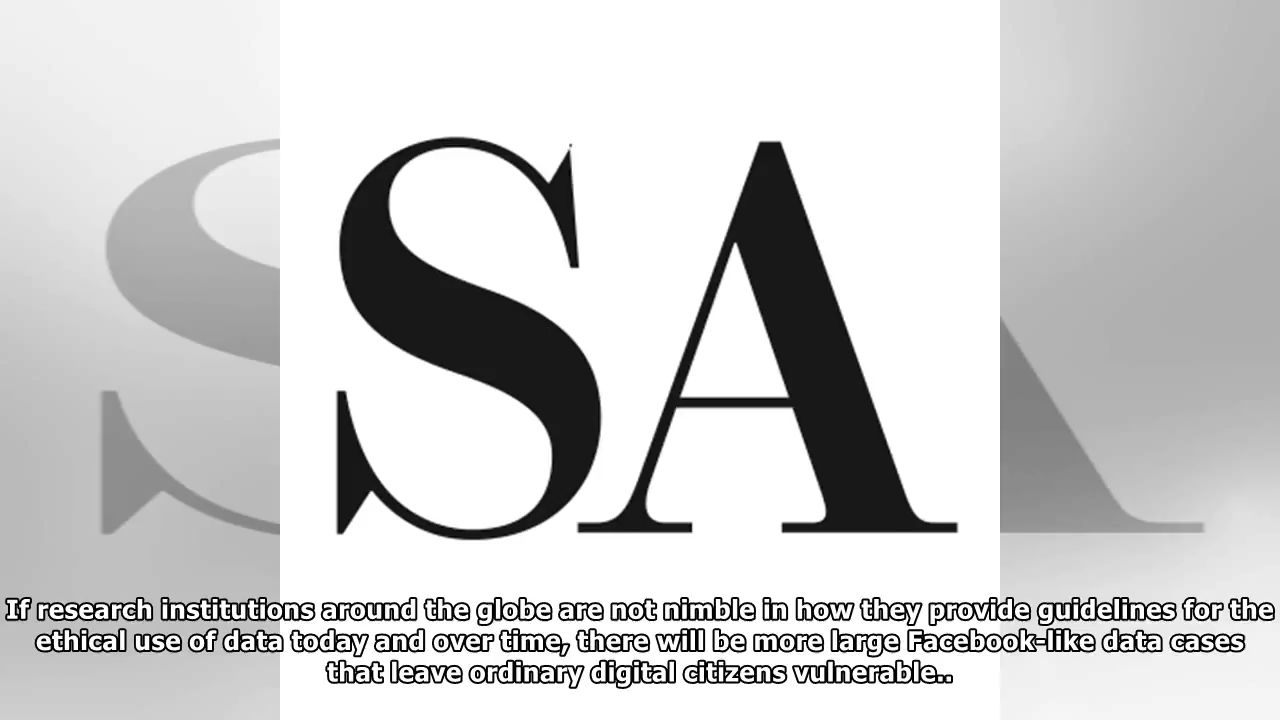 SA
If research institutions around the globe are not nimble in how they provide guidelines for the
ethical use of data today and over time, there will be more large Facebook-like data cases
that leave ordinary digital citizens vulnerable..